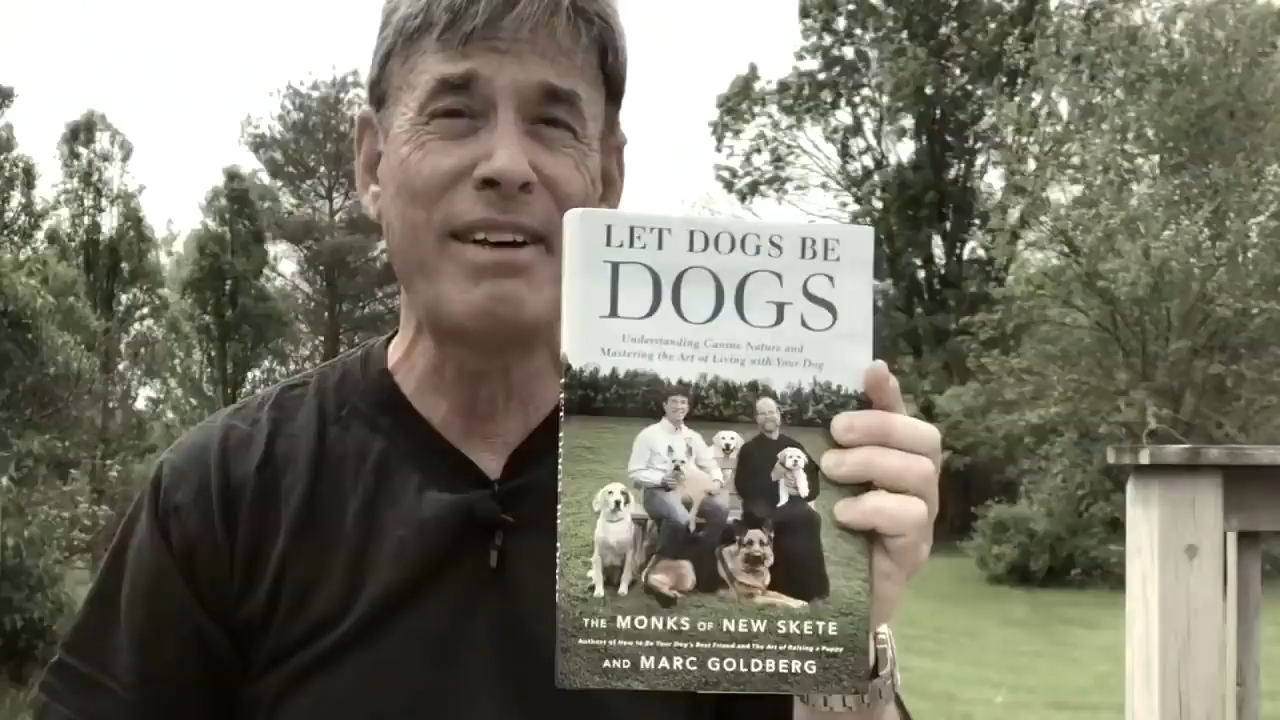 LET DOGS BE
DOGS
Understanding Canine Nature and
Mastering the Art of Living with Your Dog
THE MONKS OF NEW SKETE
Authors of How to Be Your Dog's Best Friend and The Art of Raising a Puppy
AND MARC GOLDBERG